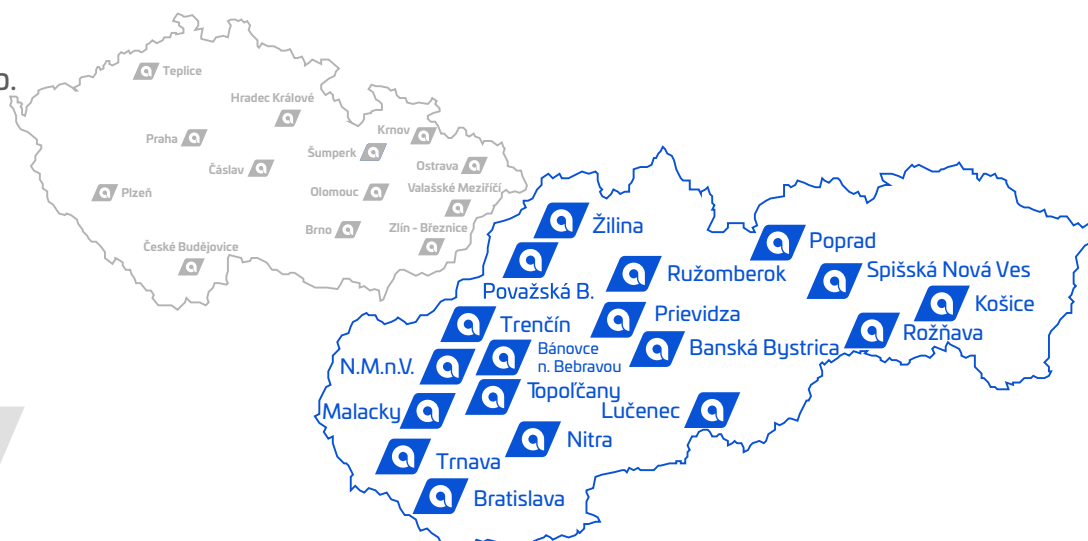 Teplice
Hradec Králové
Krnov
Praha
Šumperk
Ostrava
Čáslav
Plzeň
Olomouc
Valašské Meziříčí
Brno
Zlín - Březnice
České Budějovice
Žilina
Poprad
Ružomberok
Spišská Nová Ves
Považská B.
Košice
Prievidza
Trenčín
Rožňava
Banská Bystrica
Bánovce
n. Bebravou
N.M.n.V.
Topoľčany
Malacky
Lučenec
Nitra
Trnava
Bratislava